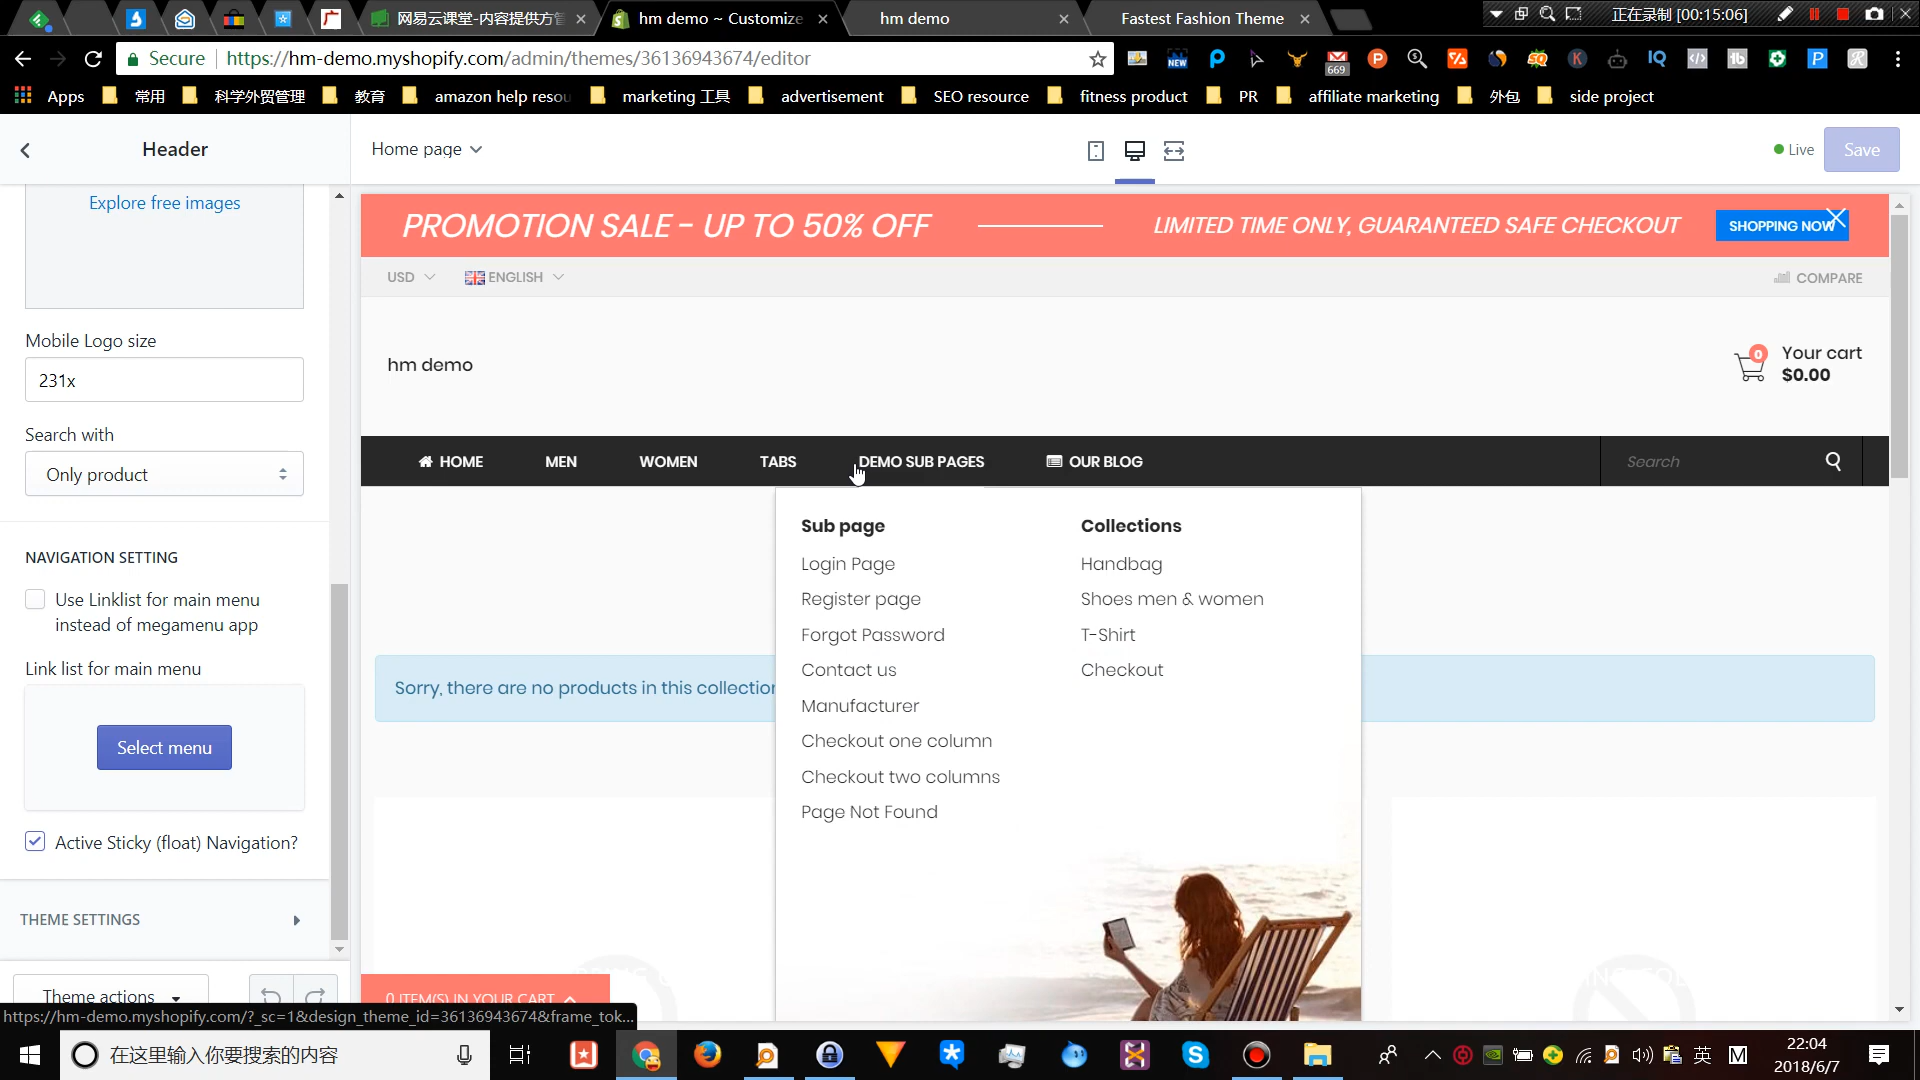 网易云课堂-内容提供方管
hm demo ~ Customize
hm demo
Fastest Fashion Theme
正在录制 [00:15:06]
Secure
https://hm-demo.myshopify.com/admin/themes/36136943674/editor
NEW
669
Apps
常用
科学外贸管理
教育
amazon help resou
marketing 工具
advertisement
SEO resource
fitness product
PR
affiliate marketing
外包
side project
Header
Home page
Live
Save
Explore free images
Mobile Logo size
231x
Search with
Only product
NAVIGATION SETTING
Use Linklist for main menu
instead of megamenu app
Link list for main menu
Select menu
Active Sticky (float) Navigation?
THEME SETTINGS
Theme actions
PROMOTION SALE - UP TO 50% OFF
LIMITED TIME ONLY, GUARANTEED SAFE CHECKOUT
SHOPPING NOW
USD
ENGLISH
COMPARE
hm demo
0
Your cart
$0.00
HOME
MEN
WOMEN
TABS
DEMO SUB PAGES
OUR BLOG
Search
Sub page
Login Page
Register page
Forgot Password
Contact us
Manufacturer
Checkout one column
Checkout two columns
Page Not Found
Collections
Handbag
Shoes men & women
T-Shirt
Checkout
Sorry, there are no products in this collection
0 ITEM(S) IN YOUR CART
https://hm-demo.myshopify.com/?_sc=1&design_theme_id=36136943674&frame_tok...
在这里输入你要搜索的内容
英
M
22:04
2018/6/7